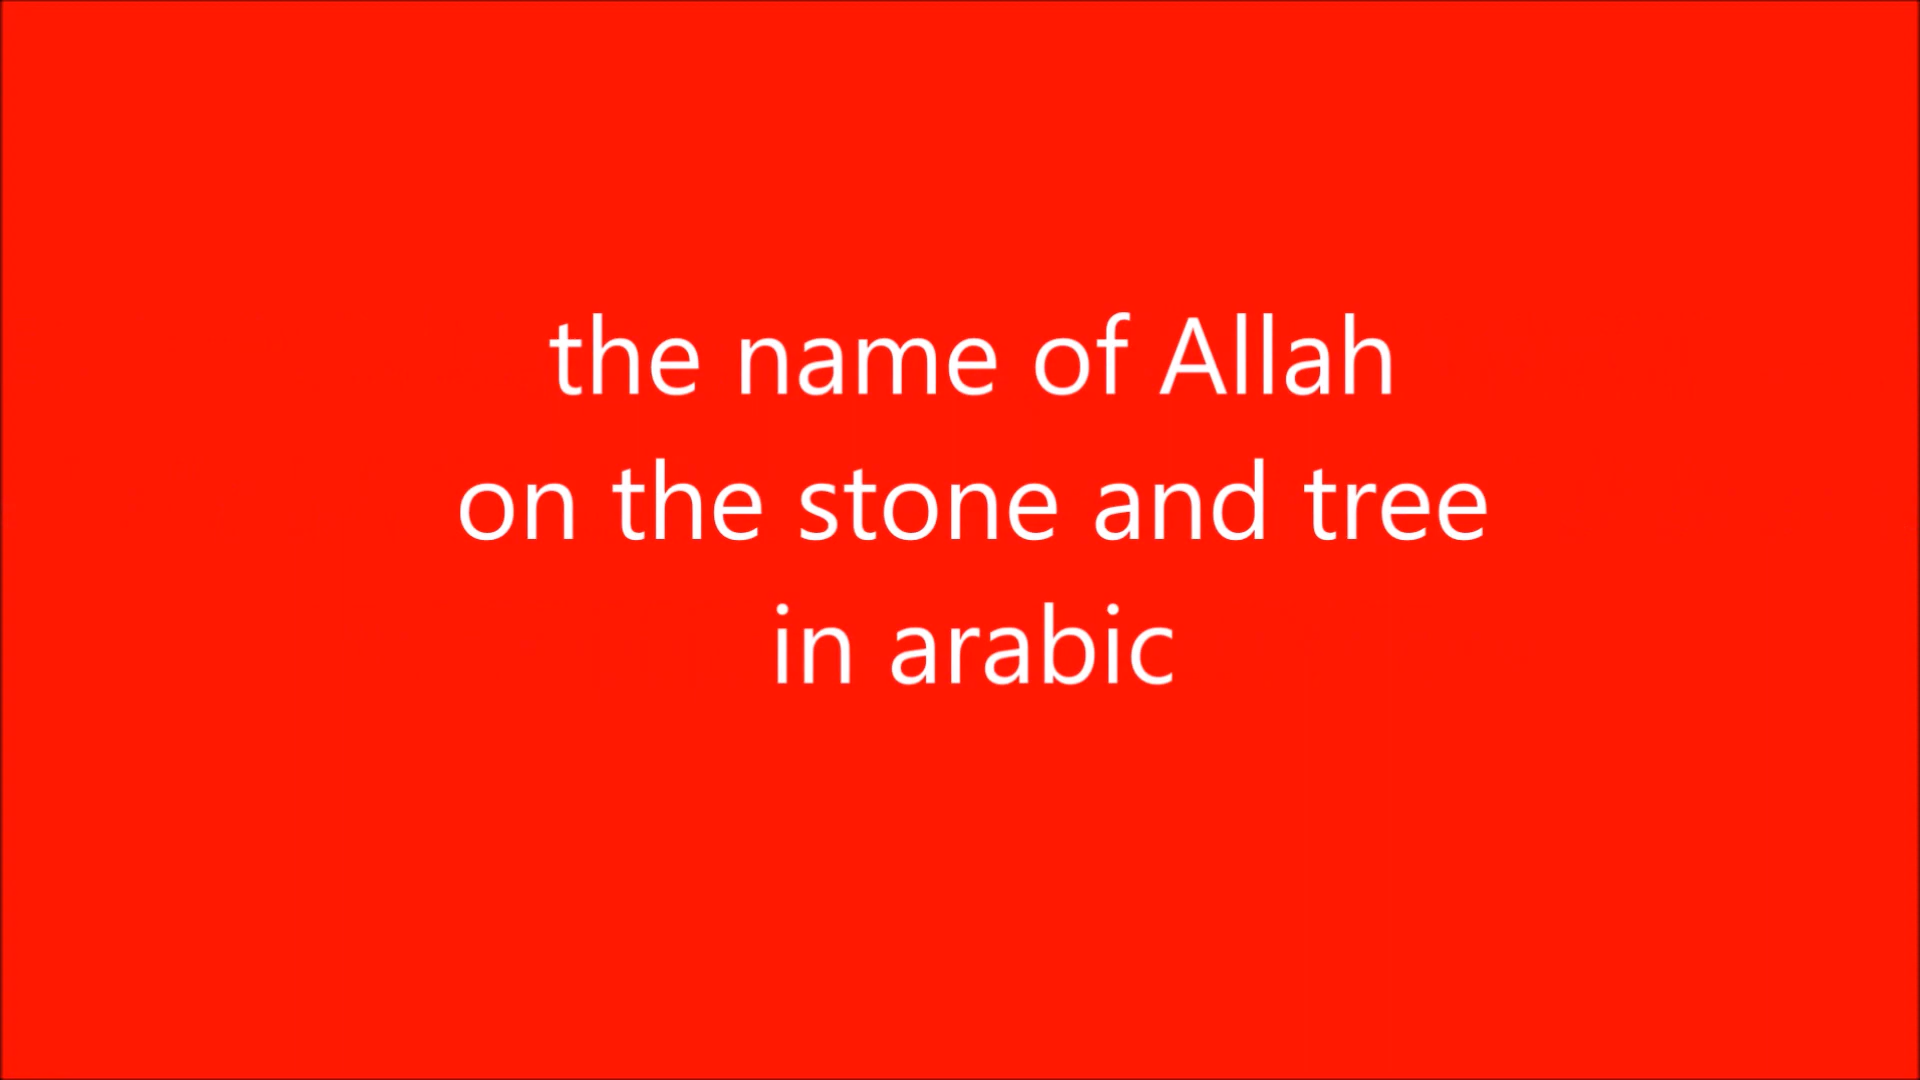 the name of Allah
on the stone and tree
in arabic